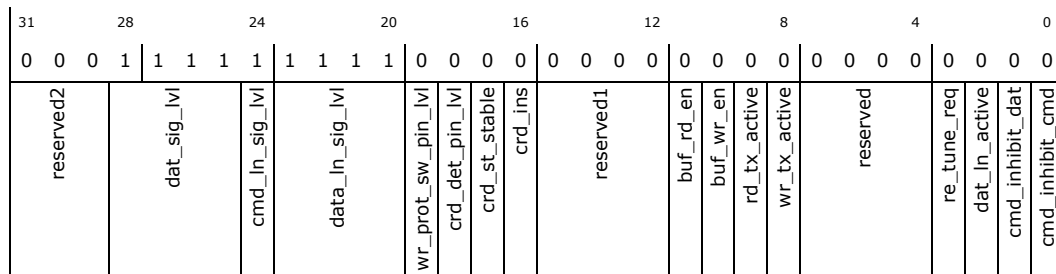 31 28 24 20 16 12 8 4 0
0 0 0 1 1 1 1 1 1 1 1 1 0 0 0 0 0 0 0 0 0 0 0 0 0 0 0 0 0 0 0 0
reserved2
dat_sig_lvl
cmd_ln_sig_lvl
data_ln_sig_lvl
wr_prot_sw_pin_lvl
crd_det_pin_lvl
crd_st_stable
crd_ins
reserved1
buf_rd_en
buf_wr_en
rd_tx_active
wr_tx_active
reserved
re_tune_req
dat_ln_active
cmd_inhibit_dat
cmd_inhibit_cmd